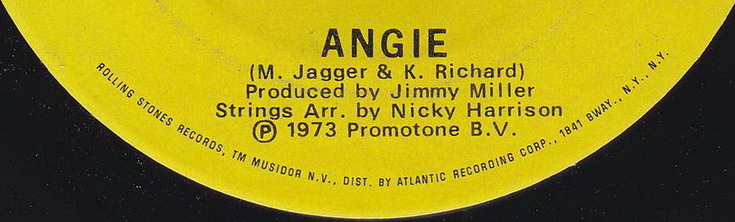 ANGIE
(M. Jagger & K. Richard)
Produced by Jimmy Miller
Strings Arr. by Nicky Harrison
Ⓟ 1973 Promotone B.V.
ROLLING STONES RECORDS, TM MUSIDOR N.V., DIST. BY ATLANTIC RECORDING CORP., 1841 BWAY., N.Y., N.Y.